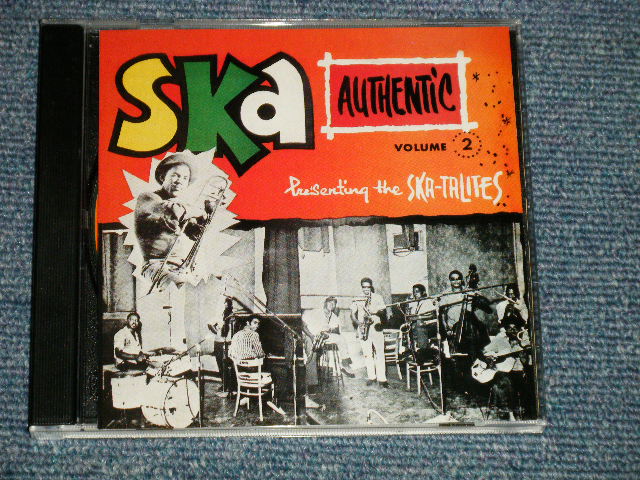 SKa
AUTHENTiC
VOLUME 2
Presenting the SKA-TALITES